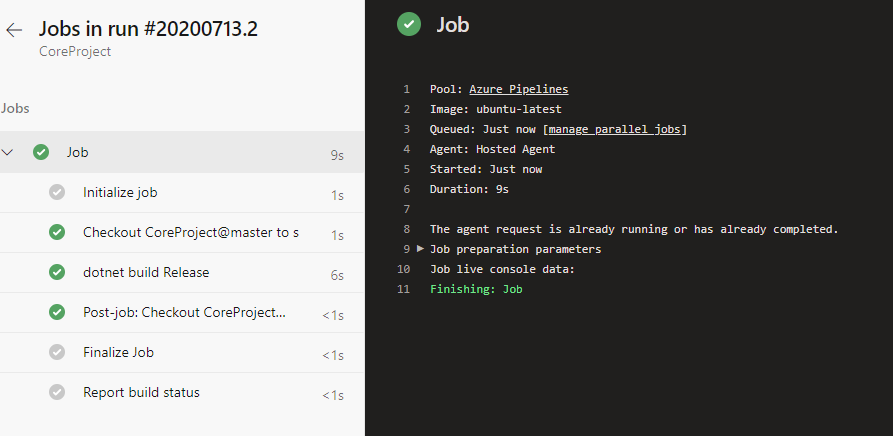 Jobs in run #20200713.2
CoreProject
Jobs
Job 9s
Initialize job 1s
Checkout CoreProject@master to s 1s
dotnet build Release 6s
Post-job: Checkout CoreProject... <1s
Finalize Job <1s
Report build status <1s
Job
1 Pool: Azure Pipelines
2 Image: ubuntu-latest
3 Queued: Just now [manage parallel jobs]
4 Agent: Hosted Agent
5 Started: Just now
6 Duration: 9s
7
8 The agent request is already running or has already completed.
9 Job preparation parameters
10 Job live console data:
11 Finishing: Job